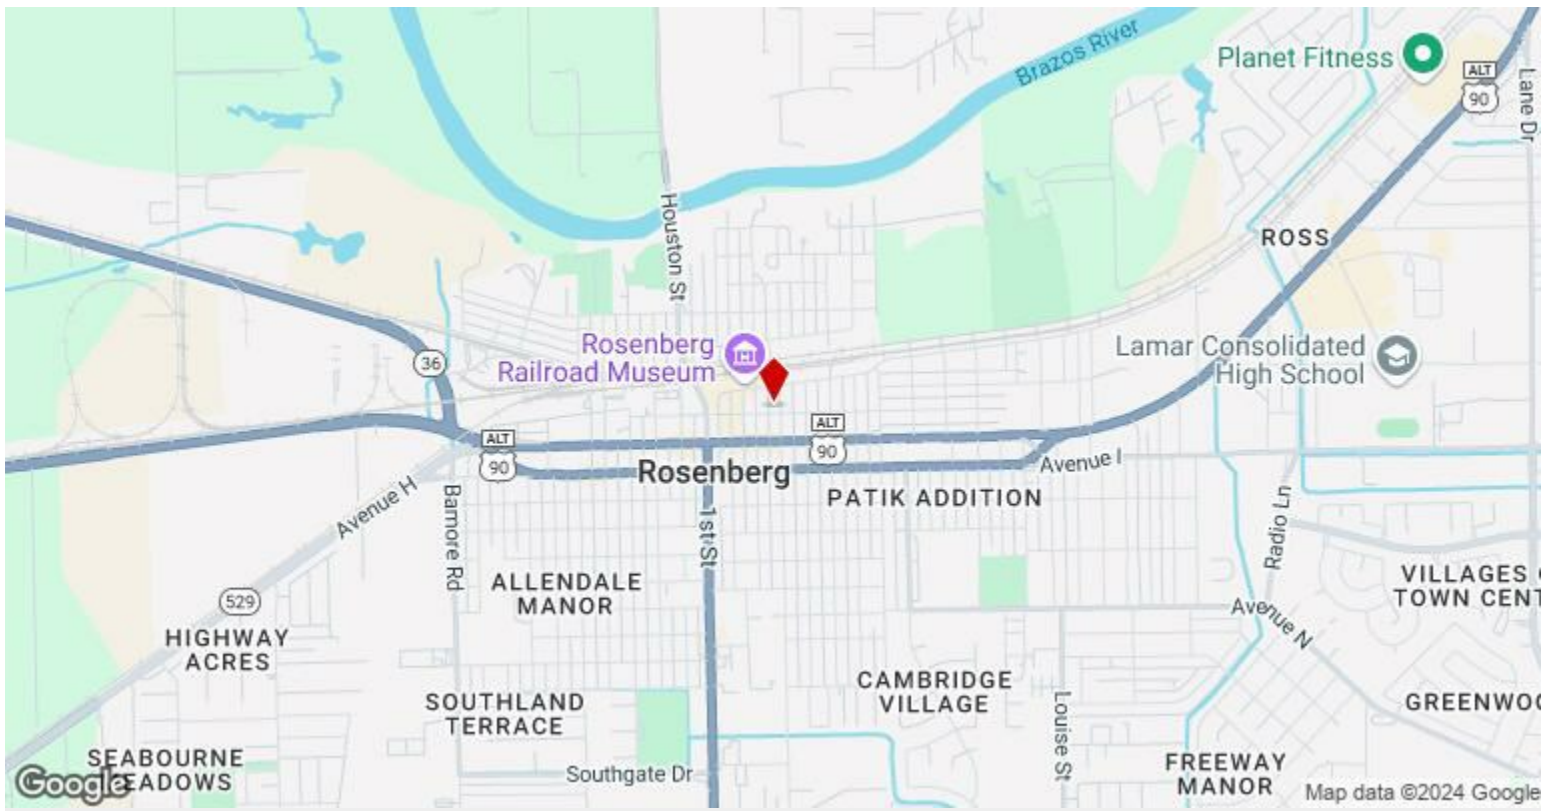 Brazos River
Planet Fitness
ALT
90
Lane Dr
Houston St
ROSS
Rosenberg
Railroad Museum
Lamar Consolidated
High School
36
ALT
90
ALT
90
Rosenberg
Avenue I
PATIK ADDITION
Avenue H
Bamore Rd
1st St
Radio Ln
529
ALLENDALE
MANOR
VILLAGES O
TOWN CENT
HIGHWAY
ACRES
Avenue N
SOUTHLAND
TERRACE
CAMBRIDGE
VILLAGE
Louise St
GREENWOO
SEABOURNE
MEADOWS
Southgate Dr
FREEWAY
MANOR
Google
Map data ©2024 Google